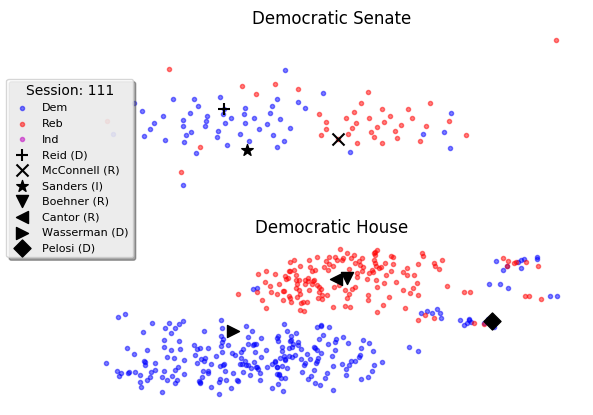 Democratic Senate
Session: 111
Dem
Reb
Ind
Reid (D)
McConnell (R)
Sanders (I)
Boehner (R)
Cantor (R)
Wasserman (D)
Pelosi (D)
Democratic House